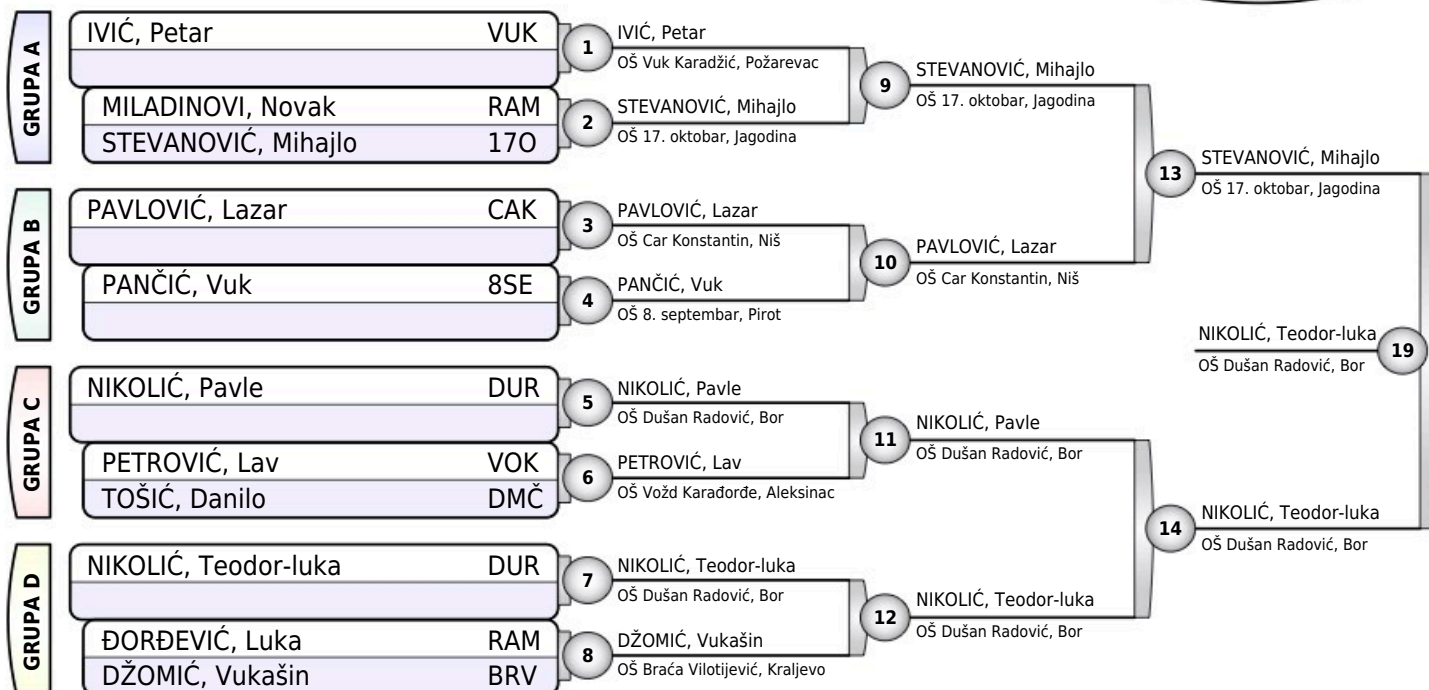 GRUPA A
IVIĆ, Petar VUK
MILADINOVI, Novak RAM
STEVANOVIĆ, Mihajlo 17O
GRUPA B
PAVLOVIĆ, Lazar CAK
PANČIĆ, Vuk 8SE
GRUPA C
NIKOLIĆ, Pavle DUR
PETROVIĆ, Lav VOK
TOŠIĆ, Danilo DMČ
GRUPA D
NIKOLIĆ, Teodor-luka DUR
ĐORĐEVIĆ, Luka RAM
DŽOMIĆ, Vukašin BRV
1
IVIĆ, Petar
OŠ Vuk Karadžić, Požarevac
2
STEVANOVIĆ, Mihajlo
OŠ 17. oktobar, Jagodina
3
PAVLOVIĆ, Lazar
OŠ Car Konstantin, Niš
4
PANČIĆ, Vuk
OŠ 8. septembar, Pirot
5
NIKOLIĆ, Pavle
OŠ Dušan Radović, Bor
6
PETROVIĆ, Lav
OŠ Vožd Karađorđe, Aleksinac
7
NIKOLIĆ, Teodor-luka
OŠ Dušan Radović, Bor
8
DŽOMIĆ, Vukašin
OŠ Braća Vilotijević, Kraljevo
9
STEVANOVIĆ, Mihajlo
OŠ 17. oktobar, Jagodina
10
PAVLOVIĆ, Lazar
OŠ Car Konstantin, Niš
11
NIKOLIĆ, Pavle
OŠ Dušan Radović, Bor
12
NIKOLIĆ, Teodor-luka
OŠ Dušan Radović, Bor
13
STEVANOVIĆ, Mihajlo
OŠ 17. oktobar, Jagodina
14
NIKOLIĆ, Teodor-luka
OŠ Dušan Radović, Bor
NIKOLIĆ, Teodor-luka
OŠ Dušan Radović, Bor
19